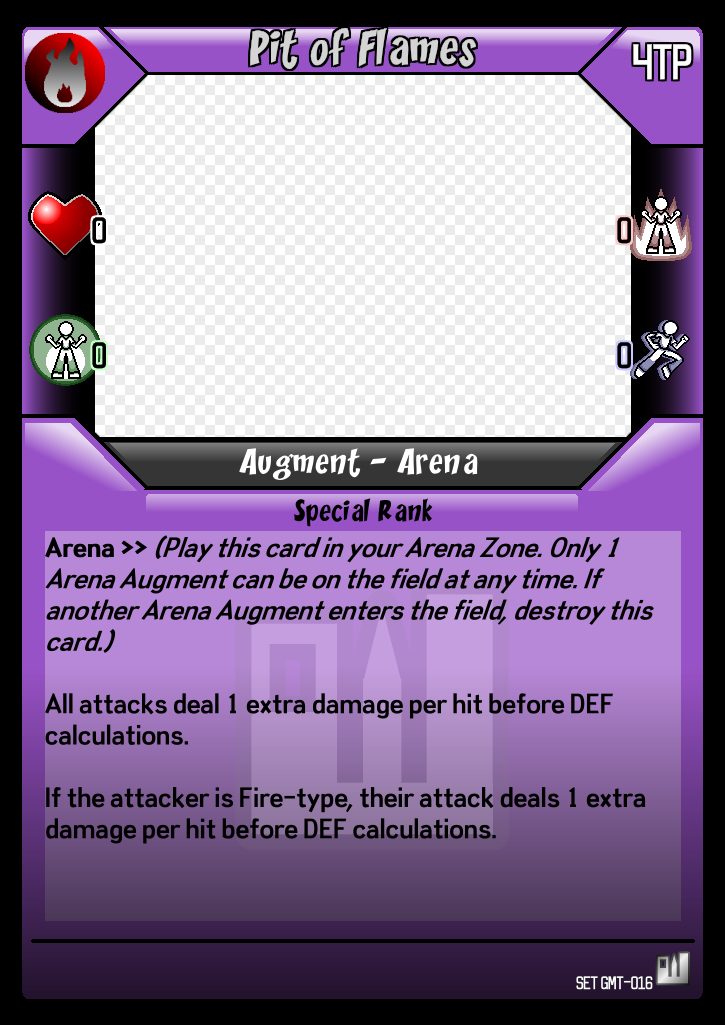 Pit of Flames
4TP
0
0
0
0
Augment - Arena
Special Rank
Arena >> (Play this card in your Arena Zone. Only 1
Arena Augment can be on the field at any time. If
another Arena Augment enters the field, destroy this
card.)
All attacks deal 1 extra damage per hit before DEF
calculations.
If the attacker is Fire-type, their attack deals 1 extra
damage per hit before DEF calculations.
SET GMT-016